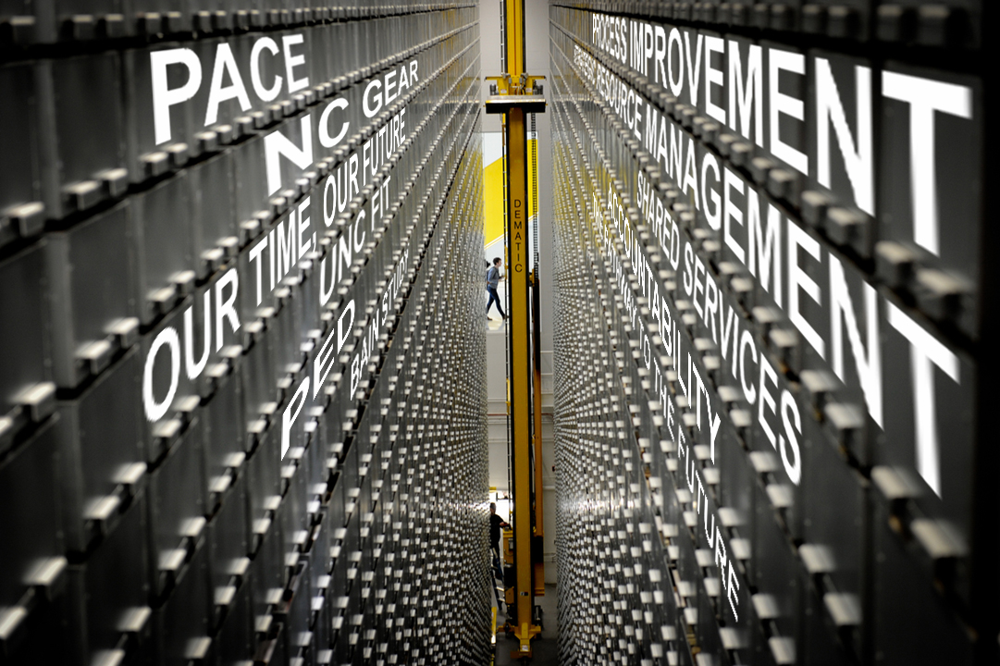 PACE
NC GEAR
OUR TIME, OUR FUTURE
UNC FIT
PED
BAIN STUDY
DEMATIC
PROCESS IMPROVEMENT
RESOURCE MANAGEMENT
SHARED SERVICES
ACCOUNTABILITY
TO THE FUTURE